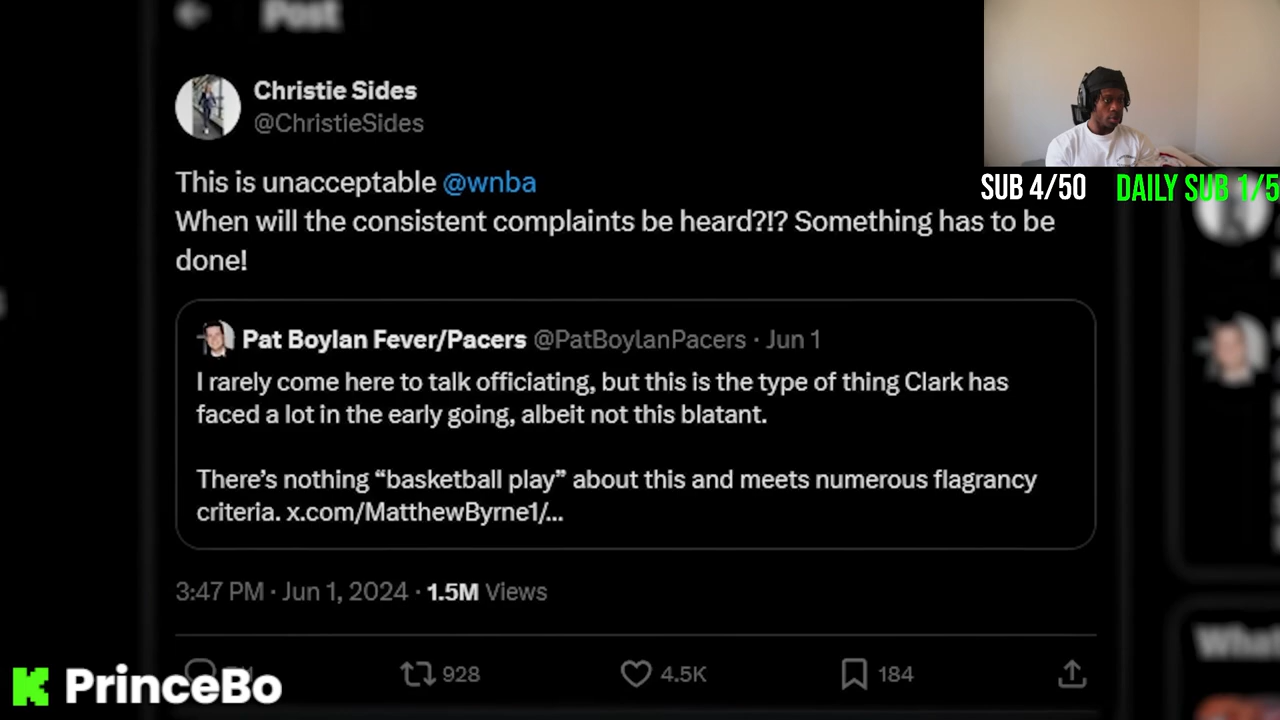 Post
Christie Sides
@ChristieSides
SUB 4/50 DAILY SUB 1/5
This is unacceptable @wnba
When will the consistent complaints be heard?!? Something has to be
done!
Pat Boylan Fever/Pacers @PatBoylanPacers · Jun 1
I rarely come here to talk officiating, but this is the type of thing Clark has
faced a lot in the early going, albeit not this blatant.
There's nothing “basketball play” about this and meets numerous flagrancy
criteria. x.com/MatthewByrne1/...
3:47 PM · Jun 1, 2024 · 1.5M Views
928 4.5K 184
PrinceBo